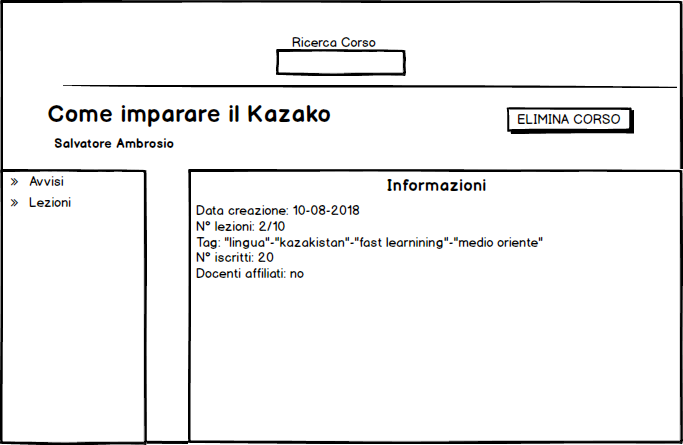 Ricerca Corso
Come imparare il Kazako
ELIMINA CORSO
Salvatore Ambrosio
» Avvisi
» Lezioni
Informazioni
Data creazione: 10-08-2018
N° lezioni: 2/10
Tag: "lingua"-"kazakistan"-"fast learnining"-"medio oriente"
N° iscritti: 20
Docenti affiliati: no